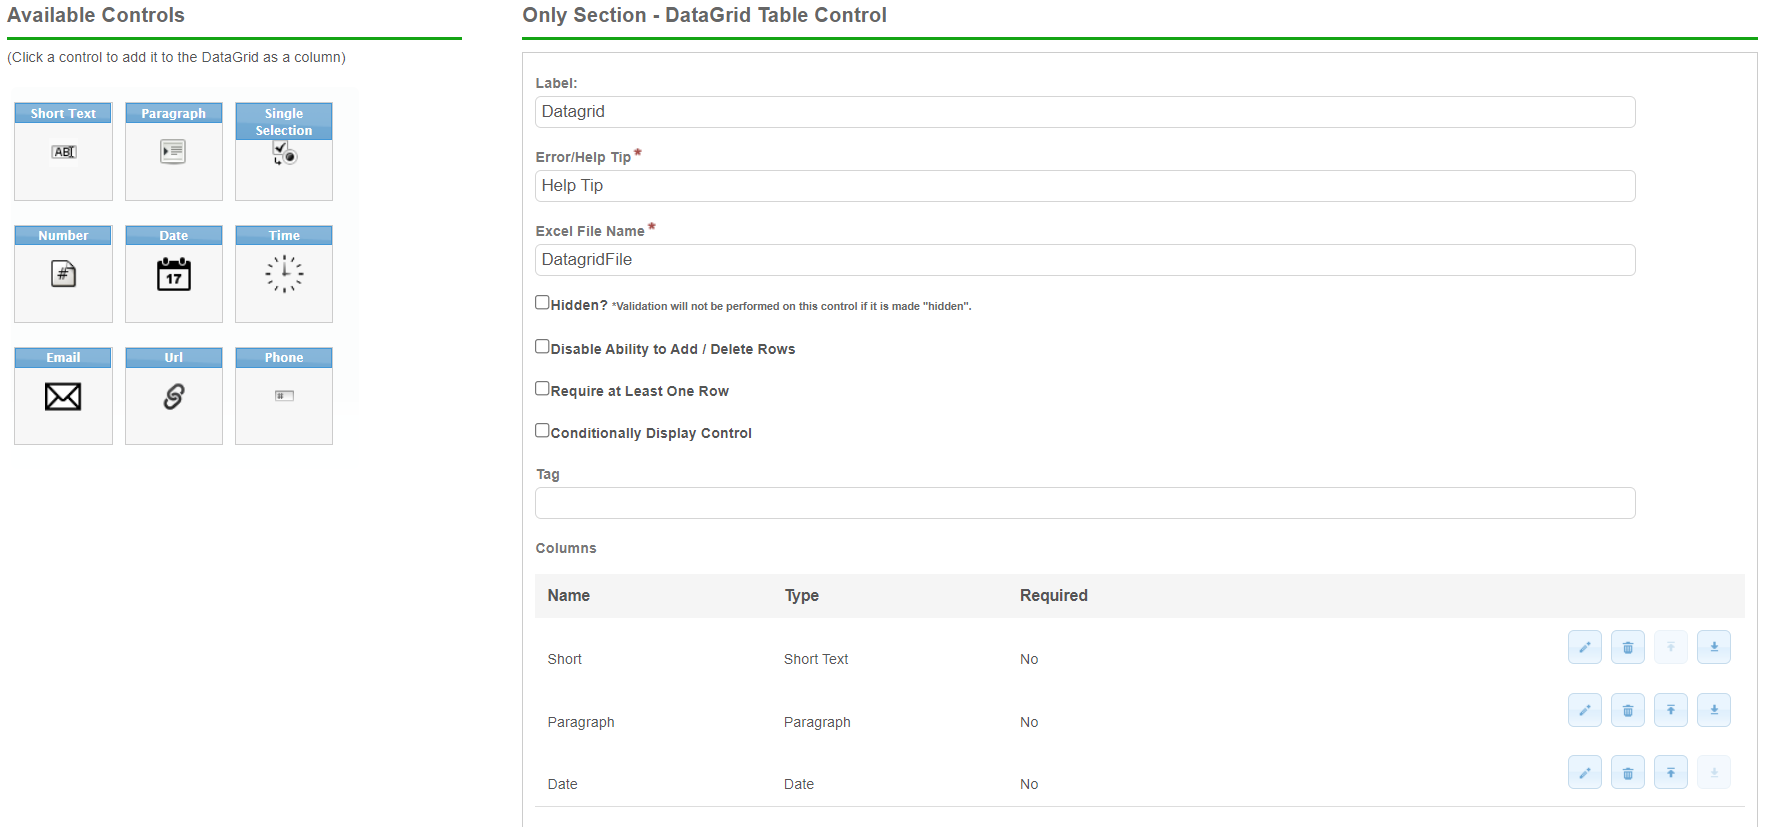 Available Controls
(Click a control to add it to the DataGrid as a column)
Short Text
Paragraph
Single
Selection
ABI
Number
Date
Time
#
17
Email
Url
Phone
#
Only Section - DataGrid Table Control
Label:
Datagrid
Error/Help Tip*
Help Tip
Excel File Name*
DatagridFile
Hidden? *Validation will not be performed on this control if it is made "hidden".
Disable Ability to Add / Delete Rows
Require at Least One Row
Conditionally Display Control
Tag
Columns
Name Type Required
Short Short Text No
Paragraph Paragraph No
Date Date No